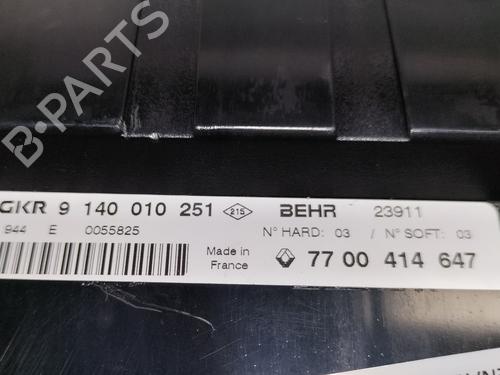 B-PARTS
GKR 9 140 010 251 215 BEHR 23911
944 E 0055825 N° HARD: 03 / N° SOFT: 03
Made in France 77 00 414 647